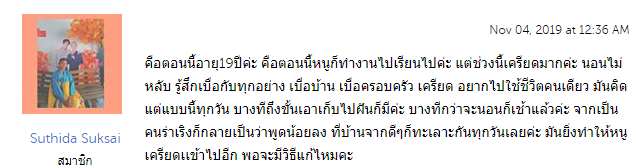 Nov 04, 2019 at 12:36 AM
คือตอนนี้อายุ19ปีค่ะ คือตอนนี้หนูก็ทำงานไปเรียนไปค่ะ แต่ช่วงนี้เครียดมากค่ะ นอนไม่
หลับ รู้สึกเบื่อกับทุกอย่าง เบื่อบ้าน เบื่อครอบครัว เครียด อยากไปใช้ชีวิตคนเดียว มันคิด
แต่แบบนี้ทุกวัน บางทีถึงขั้นเอาเก็บไปฝันก็มีค่ะ บางทีกว่าจะนอนก็เช้าแล้วค่ะ จากเป็น
คนร่าเริงก็กลายเป็นว่าพูดน้อยลง ที่บ้านจากดีๆก็ทะเลาะกันทุกวันเลยค่ะ มันยิ่งทำให้หนู
เครียดแเข้าไปอีก พอจะมีวิธีแก้ไหมคะ
Suthida Suksai
สมาชิก